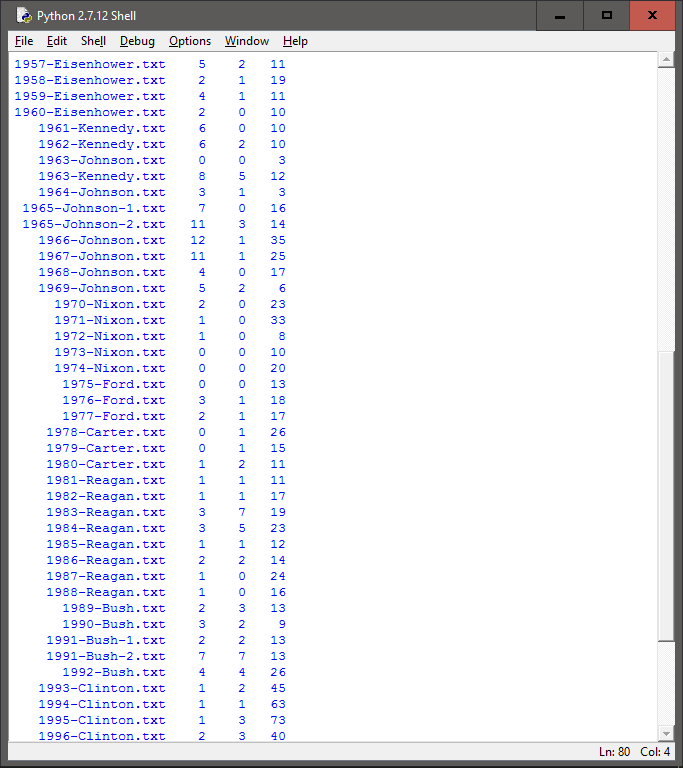 Python 2.7.12 Shell
File Edit Shell Debug Options Window Help
1957-Eisenhower.txt 5 2 11
1958-Eisenhower.txt 2 1 19
1959-Eisenhower.txt 4 1 11
1960-Eisenhower.txt 2 0 10
1961-Kennedy.txt 6 0 10
1962-Kennedy.txt 6 2 10
1963-Johnson.txt 0 0 3
1963-Kennedy.txt 8 5 12
1964-Johnson.txt 3 1 3
1965-Johnson-1.txt 7 0 16
1965-Johnson-2.txt 11 3 14
1966-Johnson.txt 12 1 35
1967-Johnson.txt 11 1 25
1968-Johnson.txt 4 0 17
1969-Johnson.txt 5 2 6
1970-Nixon.txt 2 0 23
1971-Nixon.txt 1 0 33
1972-Nixon.txt 1 0 8
1973-Nixon.txt 0 0 10
1974-Nixon.txt 0 0 20
1975-Ford.txt 0 0 13
1976-Ford.txt 3 1 18
1977-Ford.txt 2 1 17
1978-Carter.txt 0 1 26
1979-Carter.txt 0 1 15
1980-Carter.txt 1 2 11
1981-Reagan.txt 1 1 11
1982-Reagan.txt 1 1 17
1983-Reagan.txt 3 7 19
1984-Reagan.txt 3 5 23
1985-Reagan.txt 1 1 12
1986-Reagan.txt 2 2 14
1987-Reagan.txt 1 0 24
1988-Reagan.txt 1 0 16
1989-Bush.txt 2 3 13
1990-Bush.txt 3 2 9
1991-Bush-1.txt 2 2 13
1991-Bush-2.txt 7 7 13
1992-Bush.txt 4 4 26
1993-Clinton.txt 1 2 45
1994-Clinton.txt 1 1 63
1995-Clinton.txt 1 3 73
1996-Clinton.txt 2 3 40
Ln: 80 Col: 4